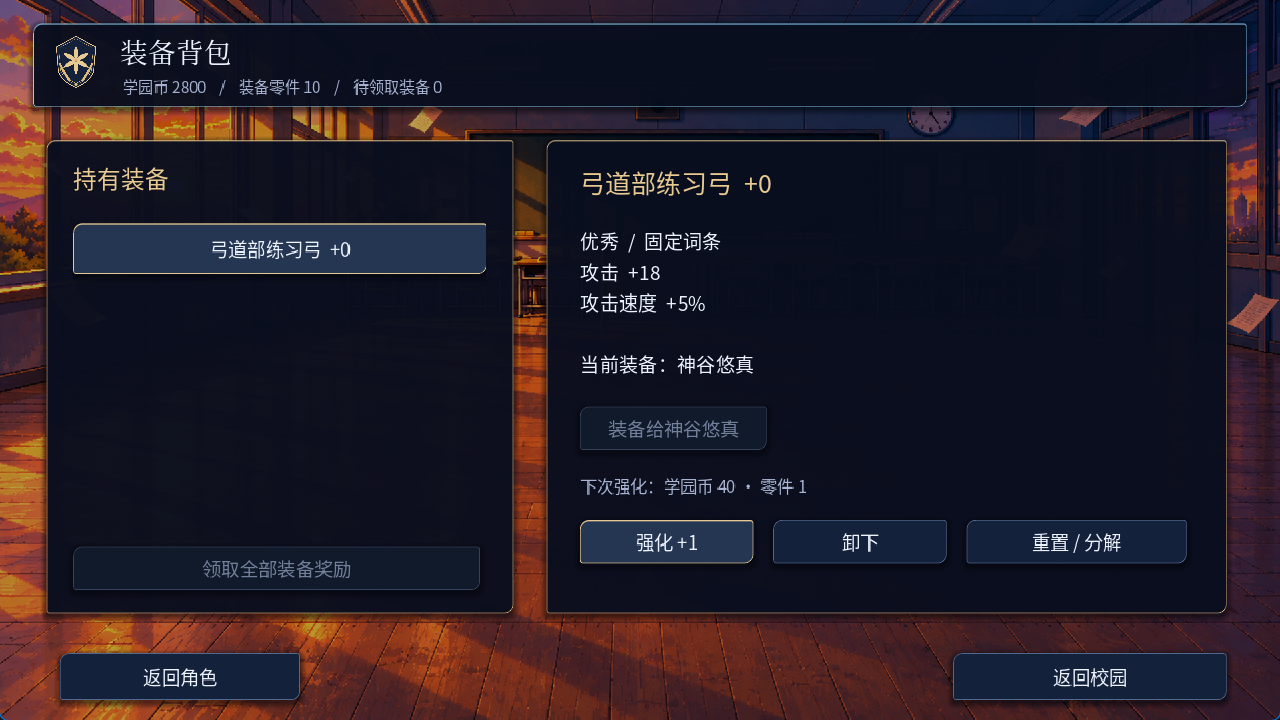 装备背包
学园币 2800 / 装备零件 10 / 待领取装备 0
持有装备
弓道部练习弓 +0
领取全部装备奖励
弓道部练习弓 +0
优秀 / 固定词条
攻击 +18
攻击速度 +5%
当前装备：神谷悠真
装备给神谷悠真
下次强化：学园币 40 · 零件 1
强化 +1
卸下
重置 / 分解
返回角色
返回校园